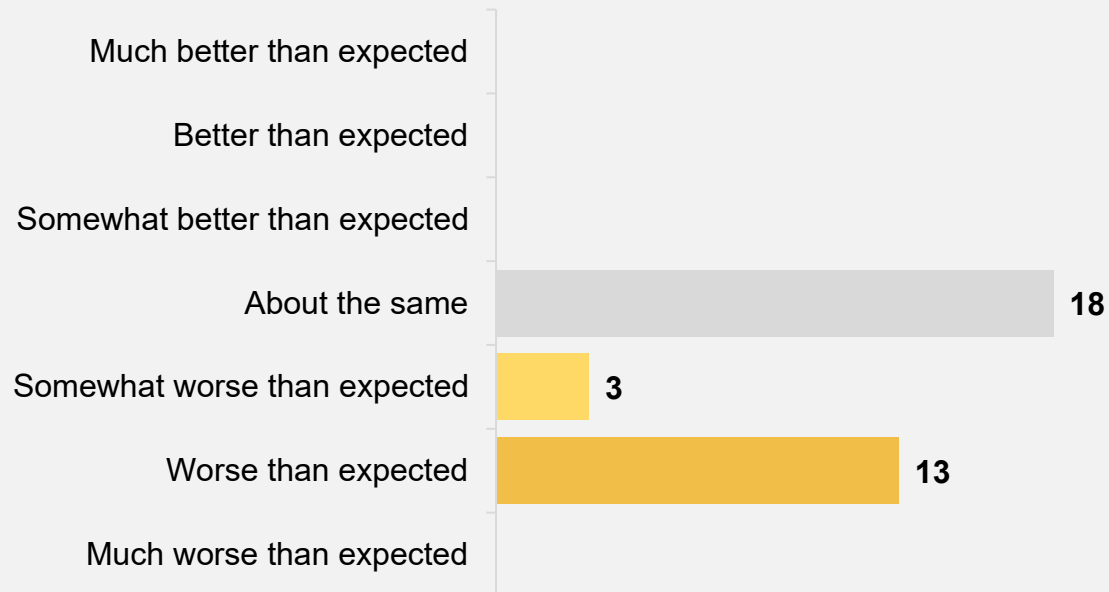 Much better than expected
Better than expected
Somewhat better than expected
About the same 18
Somewhat worse than expected 3
Worse than expected 13
Much worse than expected